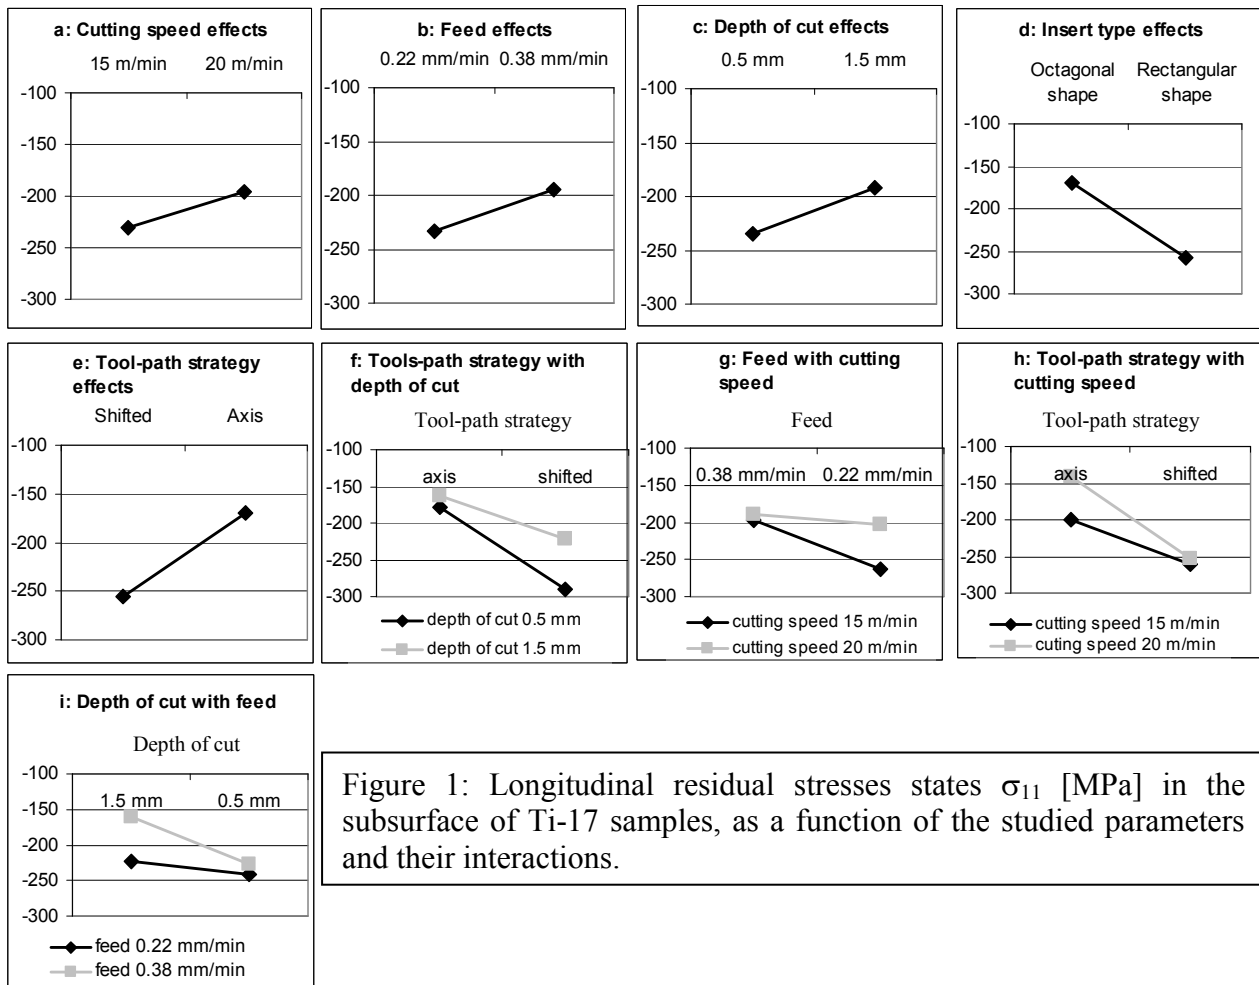 a: Cutting speed effects
15 m/min 20 m/min
-100
-150
-200
-250
-300
b: Feed effects
0.22 mm/min 0.38 mm/min
-100
-150
-200
-250
-300
c: Depth of cut effects
0.5 mm 1.5 mm
-100
-150
-200
-250
-300
d: Insert type effects
Octagonal Rectangular
shape shape
-100
-150
-200
-250
-300
e: Tool-path strategy
effects
Shifted Axis
-100
-150
-200
-250
-300
f: Tools-path strategy with
depth of cut
Tool-path strategy
-100
axis shifted
-150
-200
-250
-300
depth of cut 0.5 mm
depth of cut 1.5 mm
g: Feed with cutting
speed
Feed
-100
0.38 mm/min 0.22 mm/min
-150
-200
-250
-300
cutting speed 15 m/min
cutting speed 20 m/min
h: Tool-path strategy with
cutting speed
Tool-path strategy
-100
axis shifted
-150
-200
-250
-300
cutting speed 15 m/min
cuting speed 20 m/min
i: Depth of cut with feed
Depth of cut
-100
1.5 mm 0.5 mm
-150
-200
-250
-300
feed 0.22 mm/min
feed 0.38 mm/min
Figure 1: Longitudinal residual stresses states σ11 [MPa] in the
subsurface of Ti-17 samples, as a function of the studied parameters
and their interactions.